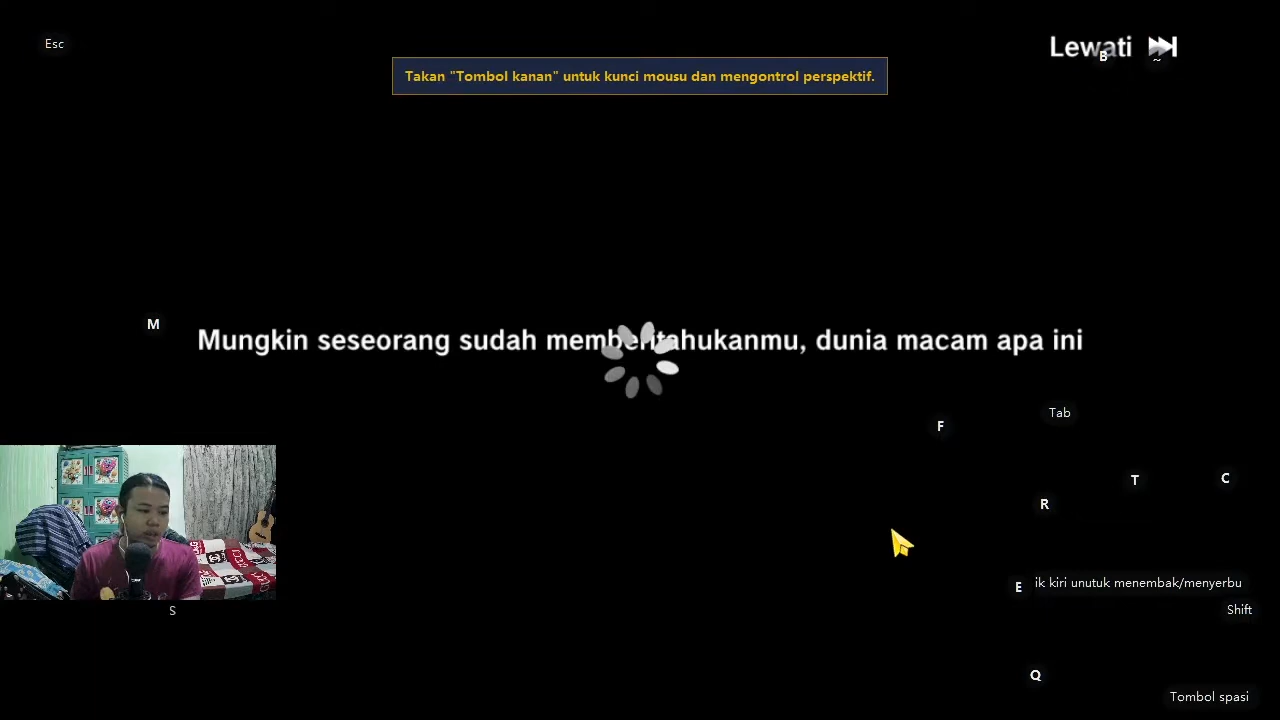 Esc
Lewati
B
~
Takan "Tombol kanan" untuk kunci mousu dan mengontrol perspektif.
M
Mungkin seseorang sudah memberitahukanmu, dunia macam apa ini
Tab
F
T
C
R
E
ik kiri unutuk menembak/menyerbu
Shift
S
Q
Tombol spasi